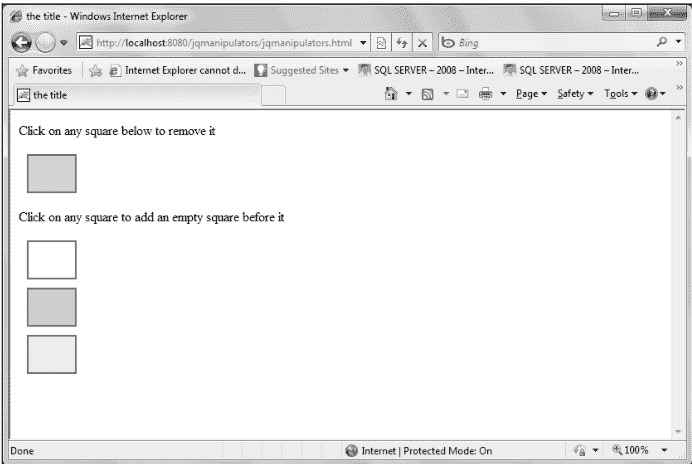 the title - Windows Internet Explorer
http://localhost:8080/jqmanipulators/jqmanipulators.html
Bing
Favorites
Internet Explorer cannot d...
Suggested Sites
SQL SERVER – 2008 – Inter...
SQL SERVER – 2008 – Inter...
the title
Page
Safety
Tools
Click on any square below to remove it
Click on any square to add an empty square before it
Done
Internet | Protected Mode: On
100%